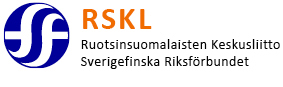 RSKL
Ruotsinsuomalaisten Keskusliitto
Sverigefinska Riksförbundet